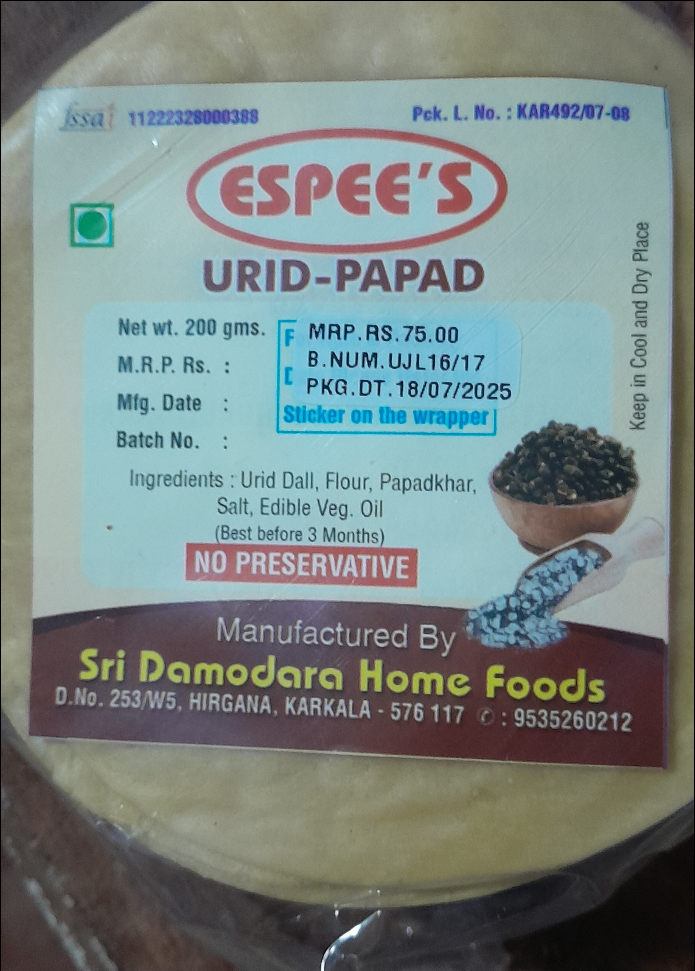 fssai 11222328000388
Pck. L. No. : KAR492/07-08
ESPEE'S
URID-PAPAD
Keep in Cool and Dry Place
Net wt. 200 gms.
M.R.P. Rs. :
Mfg. Date :
Batch No. :
MRP.RS.75.00
B.NUM.UJL16/17
PKG.DT.18/07/2025
Sticker on the wrapper
Ingredients : Urid Dall, Flour, Papadkhar,
Salt, Edible Veg. Oil
(Best before 3 Months)
NO PRESERVATIVE
Manufactured By
Sri Damodara Home Foods
D.No. 253/W5, HIRGANA, KARKALA - 576 117 ✆ : 9535260212